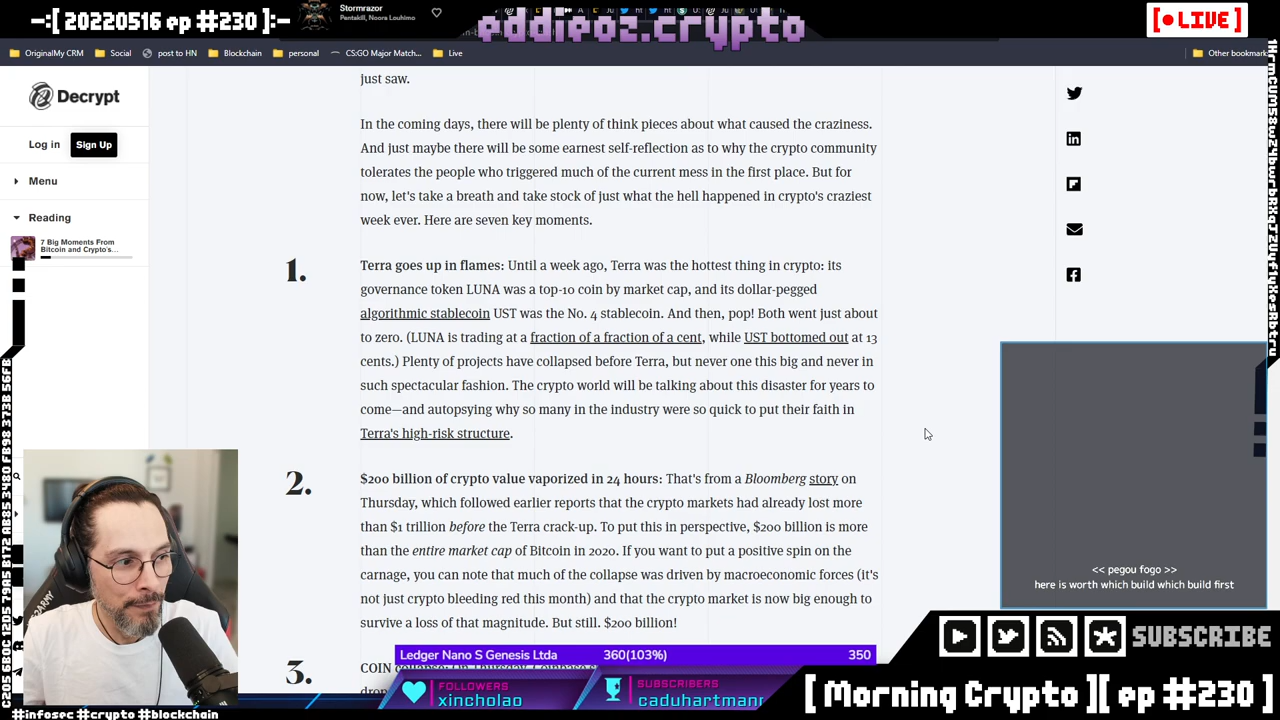 -:[ 20220516 ep #230 ]:-
Stormrazor
Pentakill, Noora Louhimo
eddieoz.crypto
[ LIVE ]
OriginalMy CRM
Social
post to HN
Blockchain
personal
CS:GO Major Match...
Live
Other bookmark
Decrypt
Log in
Sign Up
Menu
Reading
7 Big Moments From
Bitcoin and Crypto's...
just saw.
In the coming days, there will be plenty of think pieces about what caused the craziness.
And just maybe there will be some earnest self-reflection as to why the crypto community
tolerates the people who triggered much of the current mess in the first place. But for
now, let's take a breath and take stock of just what the hell happened in crypto's craziest
week ever. Here are seven key moments.
1. Terra goes up in flames: Until a week ago, Terra was the hottest thing in crypto: its
governance token LUNA was a top-10 coin by market cap, and its dollar-pegged
algorithmic stablecoin UST was the No. 4 stablecoin. And then, pop! Both went just about
to zero. (LUNA is trading at a fraction of a fraction of a cent, while UST bottomed out at 13
cents.) Plenty of projects have collapsed before Terra, but never one this big and never in
such spectacular fashion. The crypto world will be talking about this disaster for years to
come—and autopsying why so many in the industry were so quick to put their faith in
Terra's high-risk structure.
2. $200 billion of crypto value vaporized in 24 hours: That's from a Bloomberg story on
Thursday, which followed earlier reports that the crypto markets had already lost more
than $1 trillion before the Terra crack-up. To put this in perspective, $200 billion is more
than the entire market cap of Bitcoin in 2020. If you want to put a positive spin on the
carnage, you can note that much of the collapse was driven by macroeconomic forces (it's
not just crypto bleeding red this month) and that the crypto market is now big enough to
survive a loss of that magnitude. But still. $200 billion!
3. COIN
<< pegou fogo >>
here is worth which build which build first
Ledger Nano S Genesis Ltda 360(103%) 350
FOLLOWERS
xincholao
SUBSCRIBERS
caduhartmann
SUBSCRIBE
[ Morning Crypto ][ ep #230 ]
#infosec #crypto #blockchain